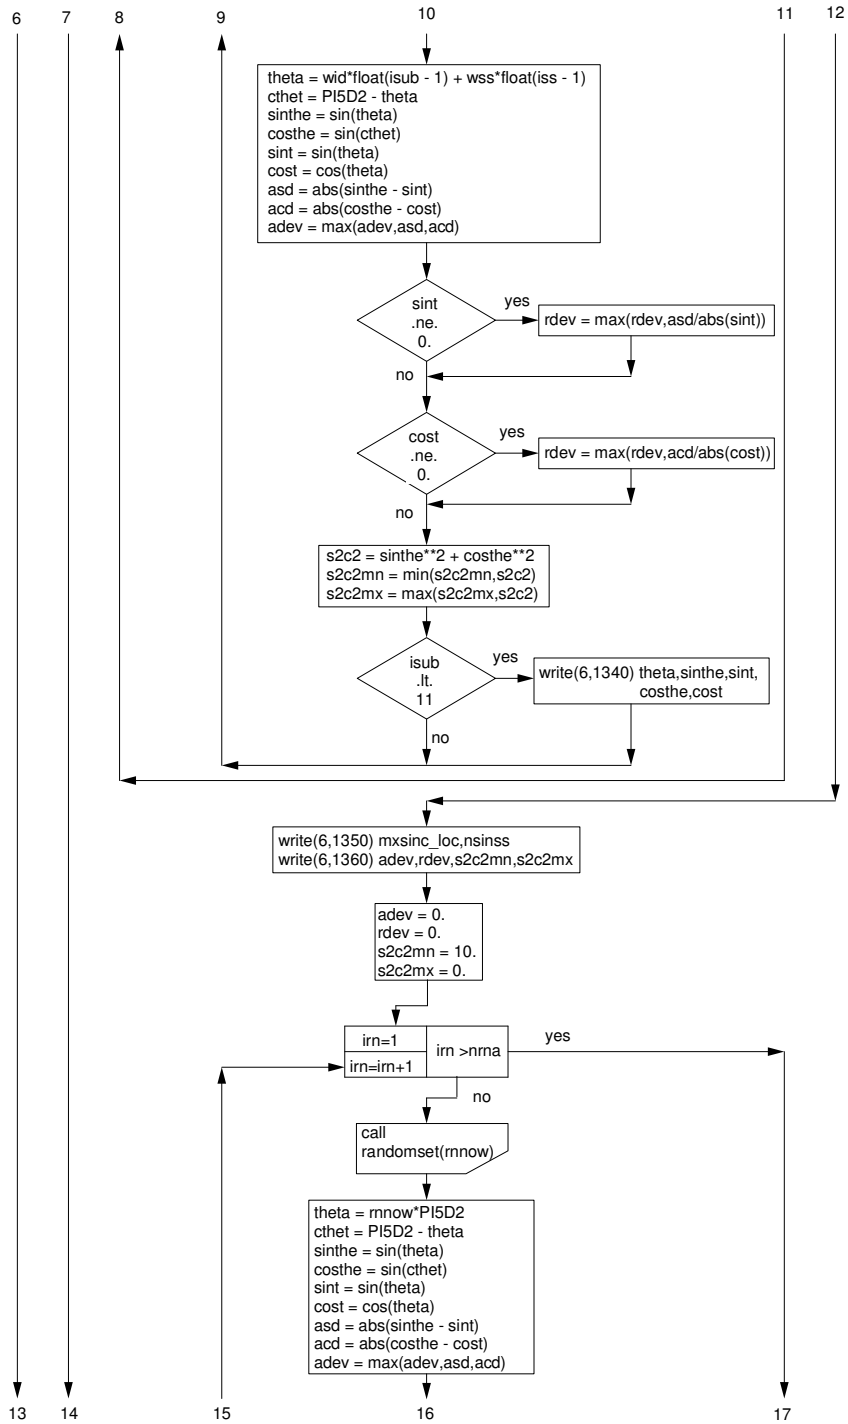 6 7 8 9 10 11 12
theta = wid*float(isub - 1) + wss*float(iss - 1)
cthet = PI5D2 - theta
sinthe = sin(theta)
costhe = sin(cthet)
sint = sin(theta)
cost = cos(theta)
asd = abs(sinthe - sint)
acd = abs(costhe - cost)
adev = max(adev,asd,acd)
sint
.ne.
0.
yes
rdev = max(rdev,asd/abs(sint))
no
cost
.ne.
0.
yes
rdev = max(rdev,acd/abs(cost))
no
s2c2 = sinthe**2 + costhe**2
s2c2mn = min(s2c2mn,s2c2)
s2c2mx = max(s2c2mx,s2c2)
isub
.lt.
11
yes
write(6,1340) theta,sinthe,sint,
costhe,cost
no
write(6,1350) mxsinc_loc,nsinss
write(6,1360) adev,rdev,s2c2mn,s2c2mx
adev = 0.
rdev = 0.
s2c2mn = 10.
s2c2mx = 0.
irn=1
irn=irn+1
irn >nrna
yes
no
call
randomset(rnnow)
theta = rnnow*PI5D2
cthet = PI5D2 - theta
sinthe = sin(theta)
costhe = sin(cthet)
sint = sin(theta)
cost = cos(theta)
asd = abs(sinthe - sint)
acd = abs(costhe - cost)
adev = max(adev,asd,acd)
13 14 15 16 17